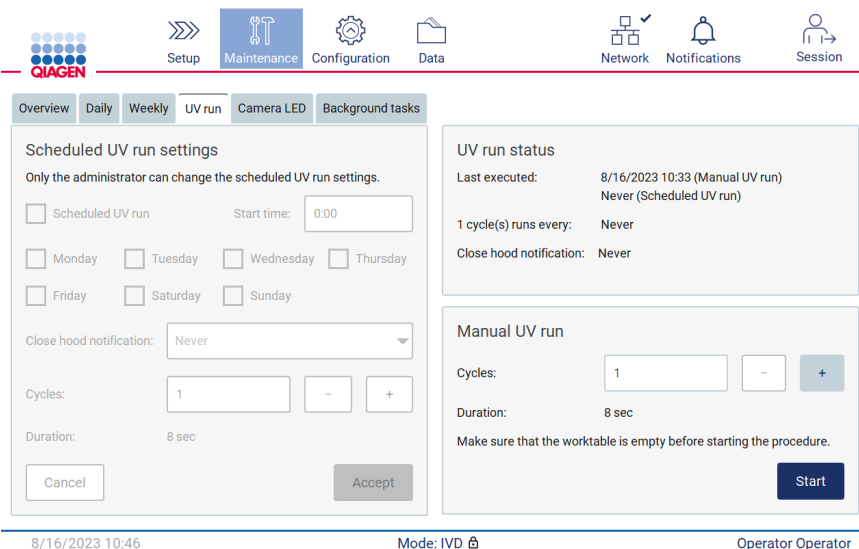 QIAGEN
Setup
Maintenance
Configuration
Data
Network
Notifications
Session
Overview
Daily
Weekly
UV run
Camera LED
Background tasks
Scheduled UV run settings
Only the administrator can change the scheduled UV run settings.
Scheduled UV run
Start time:
0:00
Monday
Tuesday
Wednesday
Thursday
Friday
Saturday
Sunday
Close hood notification:
Never
Cycles:
1
−
+
Duration:
8 sec
Cancel
Accept
UV run status
Last executed:
8/16/2023 10:33 (Manual UV run)
Never (Scheduled UV run)
1 cycle(s) runs every:
Never
Close hood notification:
Never
Manual UV run
Cycles:
1
−
+
Duration:
8 sec
Make sure that the worktable is empty before starting the procedure.
Start
8/16/2023 10:46
Mode: IVD
Operator Operator